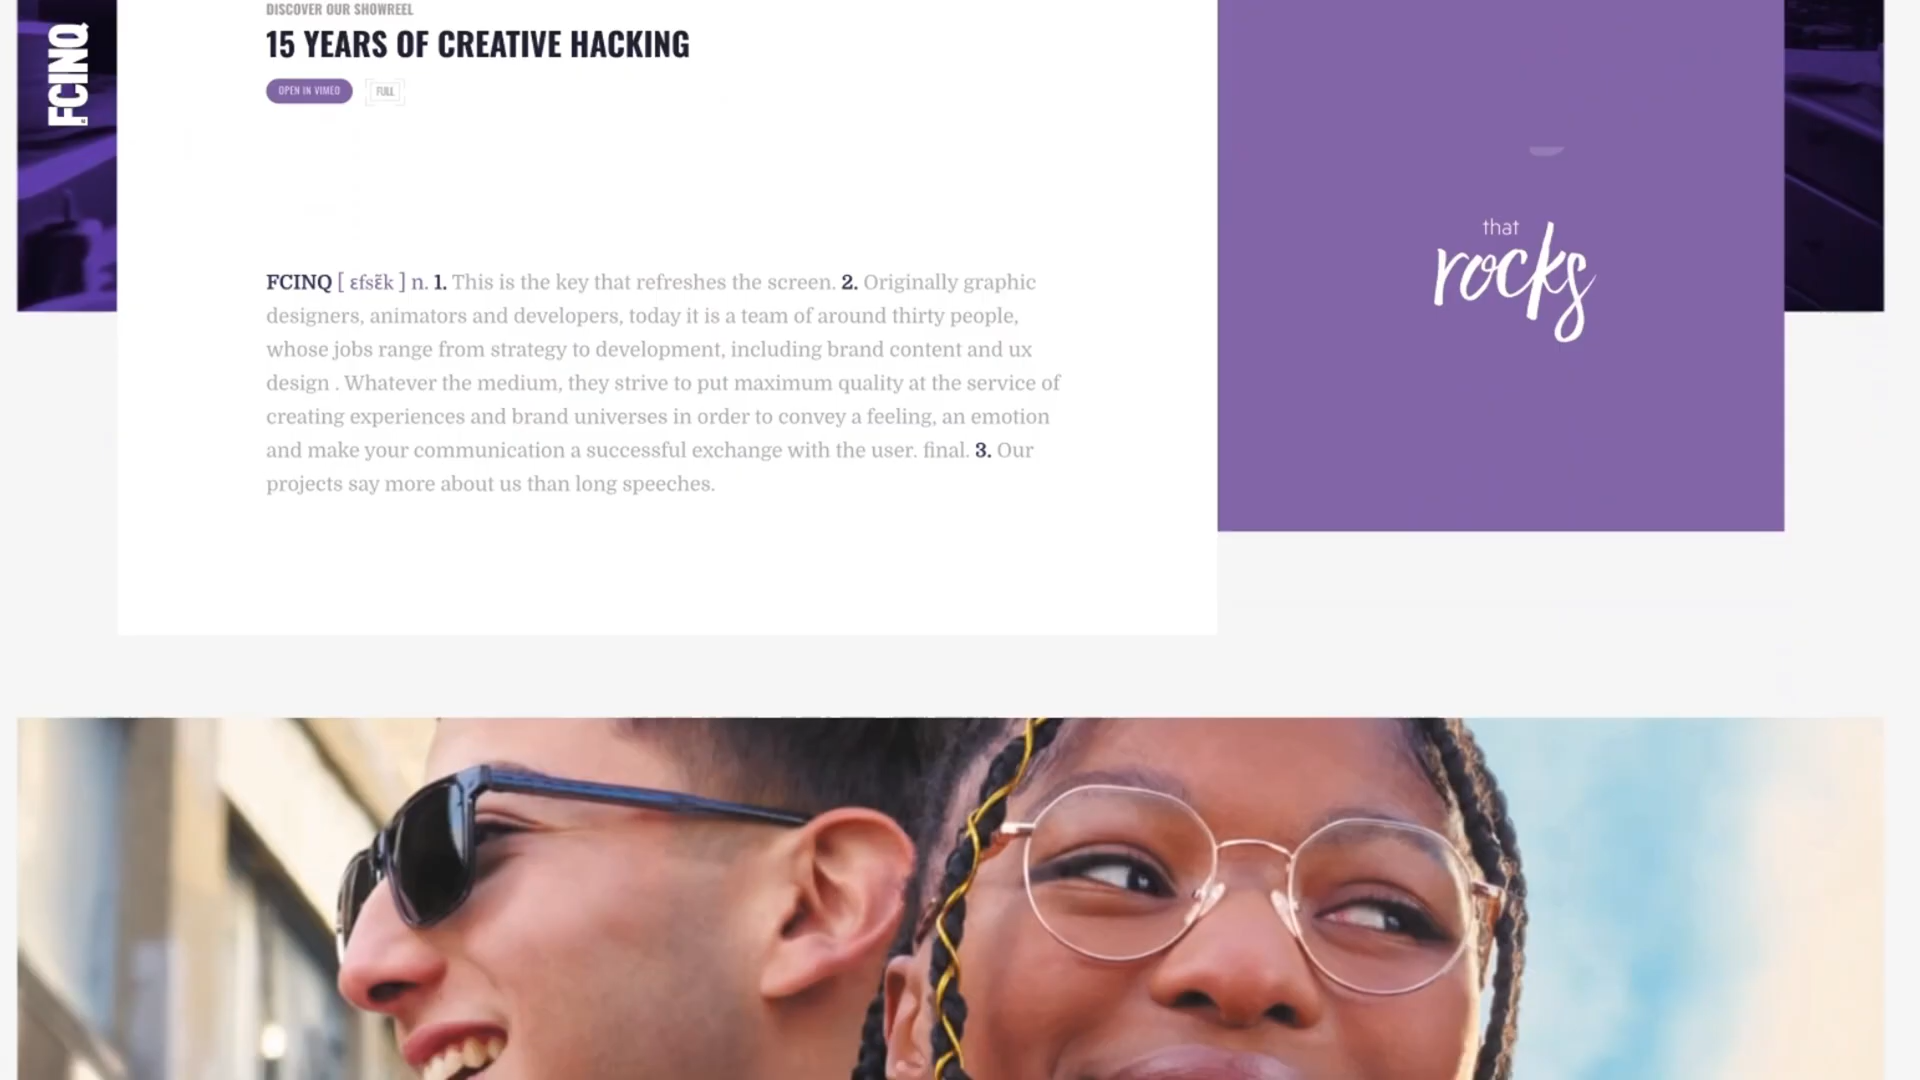 DISCOVER OUR SHOWREEL
FCINQ
15 YEARS OF CREATIVE HACKING
OPEN IN VIMEO
FULL
FCINQ [ εfsɛ̃k ] n. 1. This is the key that refreshes the screen. 2. Originally graphic
designers, animators and developers, today it is a team of around thirty people,
whose jobs range from strategy to development, including brand content and ux
design . Whatever the medium, they strive to put maximum quality at the service of
creating experiences and brand universes in order to convey a feeling, an emotion
and make your communication a successful exchange with the user. final. 3. Our
projects say more about us than long speeches.
that
rocks